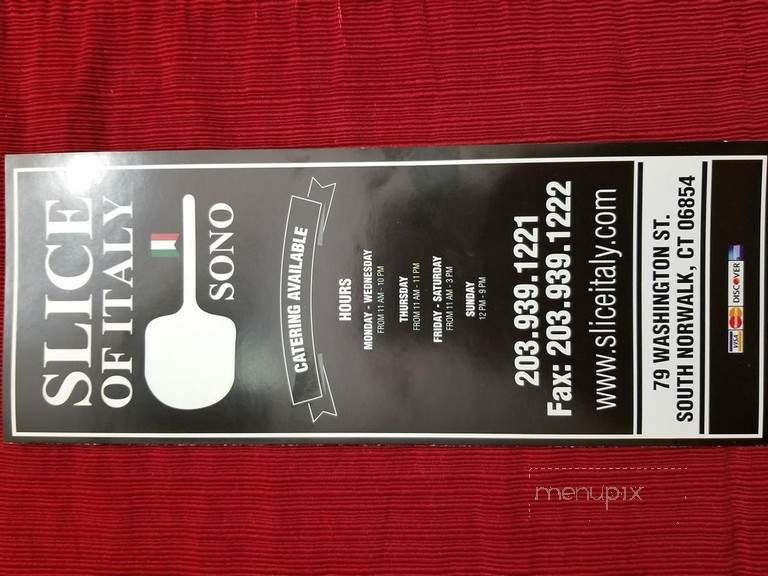 SLICE
OF ITALY
SONO
CATERING AVAILABLE
HOURS
MONDAY - WEDNESDAY
FROM 11 AM - 10 PM
THURSDAY
FROM 11 AM - 11 PM
FRIDAY - SATURDAY
FROM 11 AM - 3 PM
SUNDAY
12 PM - 9 PM
203.939.1221
Fax: 203.939.1222
www.sliceitaly.com
79 WASHINGTON ST.
SOUTH NORWALK, CT 06854
VISA MasterCard DISCOVER
menupix